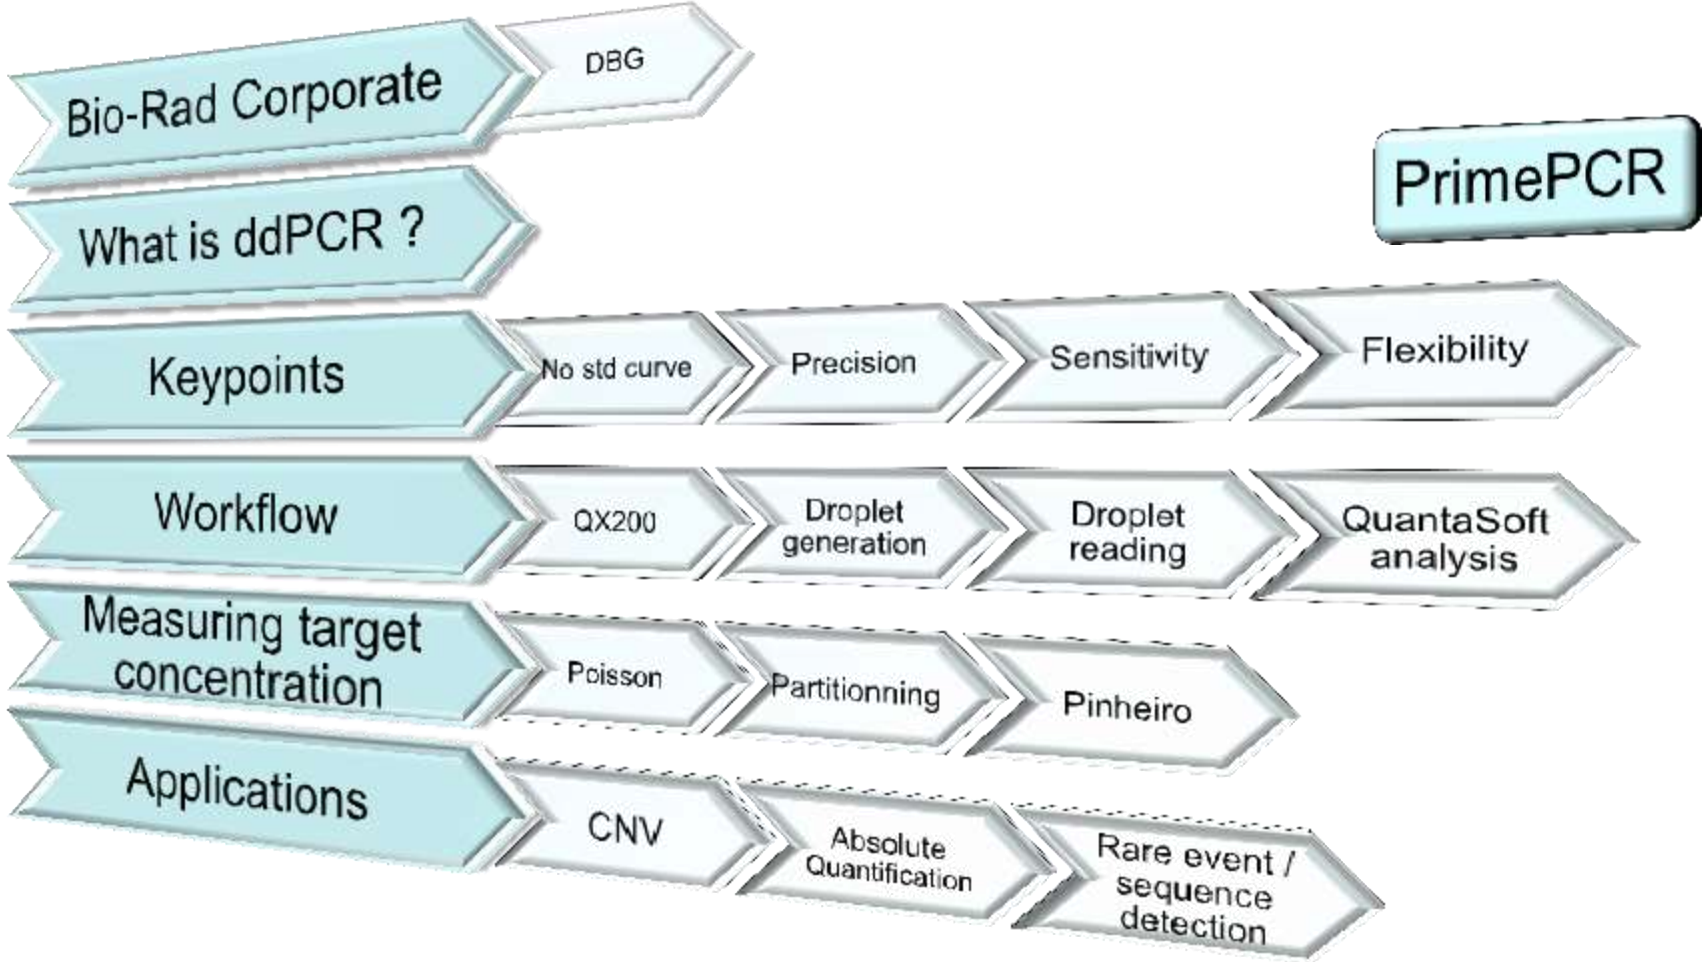 Bio-Rad Corporate
DBG
PrimePCR
What is ddPCR ?
Keypoints
No std curve
Precision
Sensitivity
Flexibility
Workflow
QX200
Droplet
generation
Droplet
reading
QuantaSoft
analysis
Measuring target
concentration
Poisson
Partitionning
Pinheiro
Applications
CNV
Absolute
Quantification
Rare event /
sequence
detection